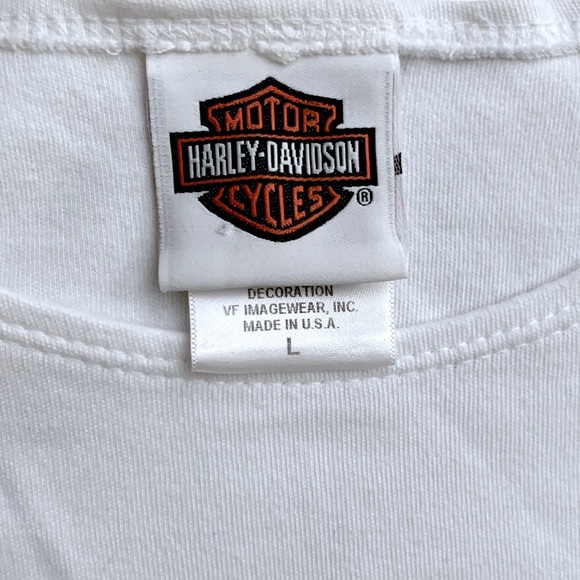 MOTOR
HARLEY-DAVIDSON
CYCLES
®
DECORATION
VF IMAGEWEAR, INC.
MADE IN U.S.A.
L